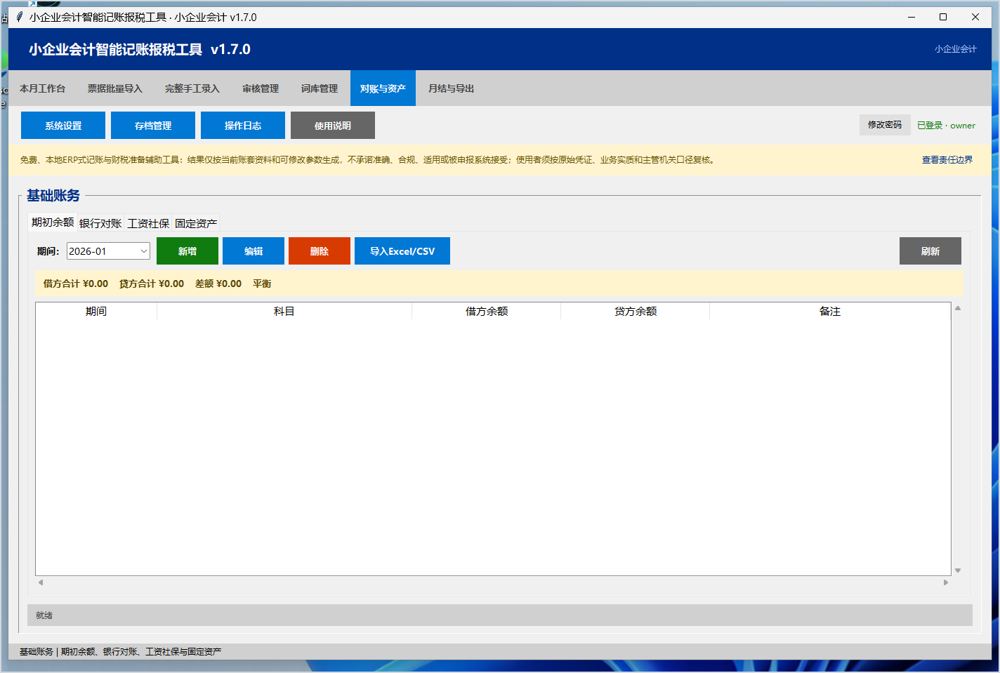 小企业会计智能记账报税工具 · 小企业会计 v1.7.0
小企业会计智能记账报税工具 v1.7.0
小企业会计
本月工作台 票据批量导入 完整手工录入 审核管理 词库管理 对账与资产 月结与导出
系统设置 存档管理 操作日志 使用说明 修改密码 已登录 · owner
免费、本地ERP式记账与财税准备辅助工具：结果仅按当前账套资料和可修改参数生成，不承诺准确、合规、适用或被申报系统接受；使用者须按原始凭证、业务实质和主管机关口径复核。 查看责任边界
基础账务
期初余额 银行对账 工资社保 固定资产
期间： 2026-01 新增 编辑 删除 导入Excel/CSV 刷新
借方合计 ¥0.00 贷方合计 ¥0.00 差额 ¥0.00 平衡
期间 科目 借方余额 贷方余额 备注
就绪
基础账务 | 期初余额、银行对账、工资社保与固定资产